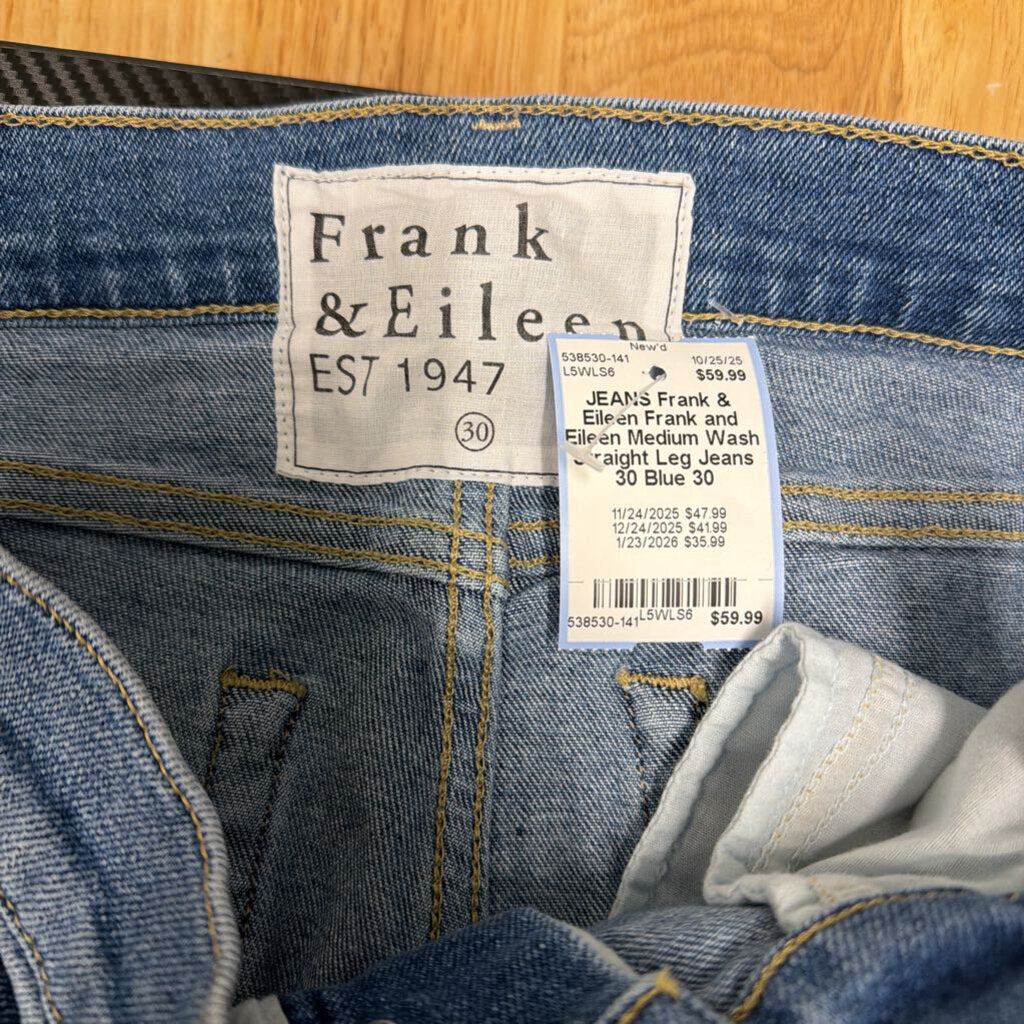 Frank
&Eileen
EST 1947
30
New'd
538530-141 10/25/25
L5WLS6 $59.99
JEANS Frank &
Eileen Frank and
Eileen Medium Wash
Straight Leg Jeans
30 Blue 30
11/24/2025 $47.99
12/24/2025 $41.99
1/23/2026 $35.99
538530-141 L5WLS6 $59.99